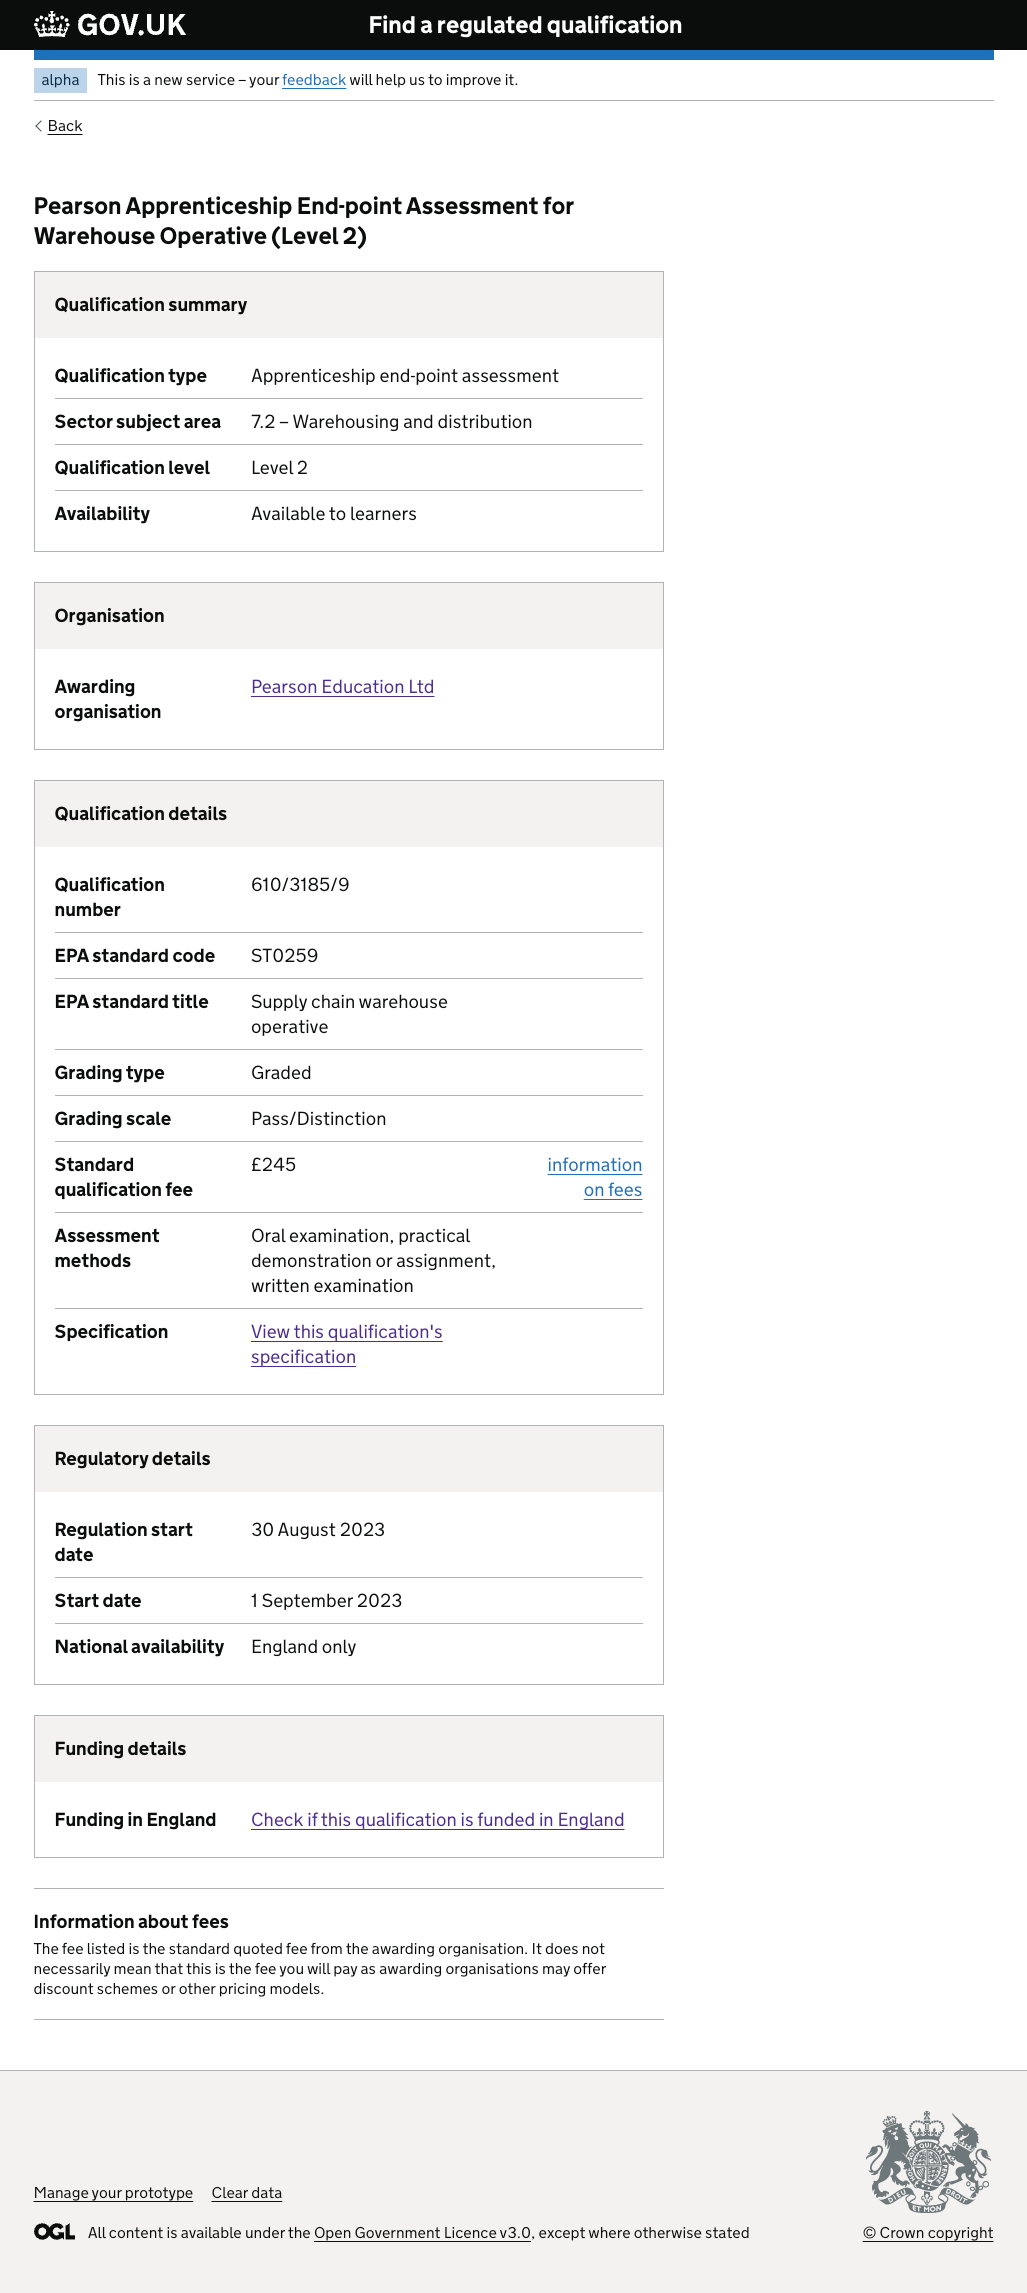 GOV.UK Find a regulated qualification
alpha This is a new service – your feedback will help us to improve it.
Back
Pearson Apprenticeship End-point Assessment for
Warehouse Operative (Level 2)
Qualification summary
Qualification type Apprenticeship end-point assessment
Sector subject area 7.2 – Warehousing and distribution
Qualification level Level 2
Availability Available to learners
Organisation
Awarding Pearson Education Ltd
organisation
Qualification details
Qualification 610/3185/9
number
EPA standard code ST0259
EPA standard title Supply chain warehouse
operative
Grading type Graded
Grading scale Pass/Distinction
Standard £245 information
qualification fee on fees
Assessment Oral examination, practical
methods demonstration or assignment,
written examination
Specification View this qualification's
specification
Regulatory details
Regulation start 30 August 2023
date
Start date 1 September 2023
National availability England only
Funding details
Funding in England Check if this qualification is funded in England
Information about fees
The fee listed is the standard quoted fee from the awarding organisation. It does not
necessarily mean that this is the fee you will pay as awarding organisations may offer
discount schemes or other pricing models.
Manage your prototype Clear data
OGL All content is available under the Open Government Licence v3.0, except where otherwise stated © Crown copyright